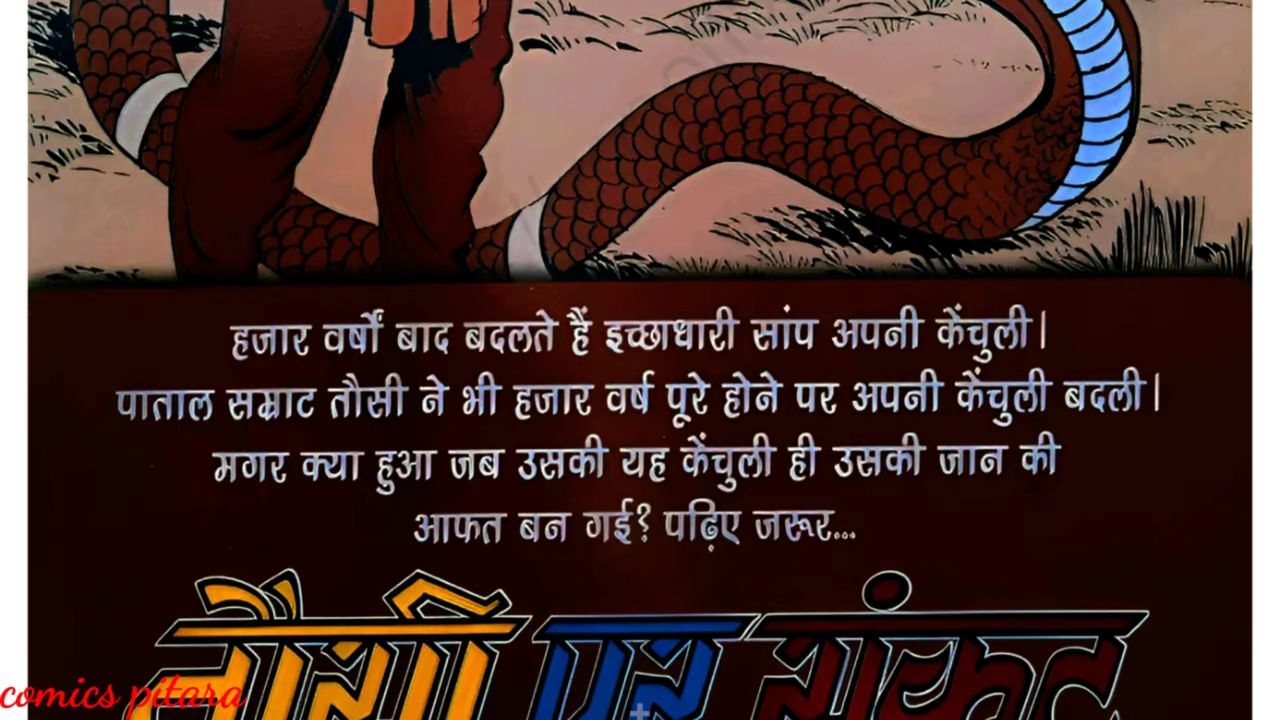 हजार वर्षों बाद बदलते हैं इच्छाधारी सांप अपनी केंचुली।
पाताल सम्राट तौसी ने भी हजार वर्ष पूरे होने पर अपनी केंचुली बदली।
मगर क्या हुआ जब उसकी यह केंचुली ही उसकी जान की
आफत बन गई? पढ़िए जरूर...
तौसी पर संकट
comics pitara